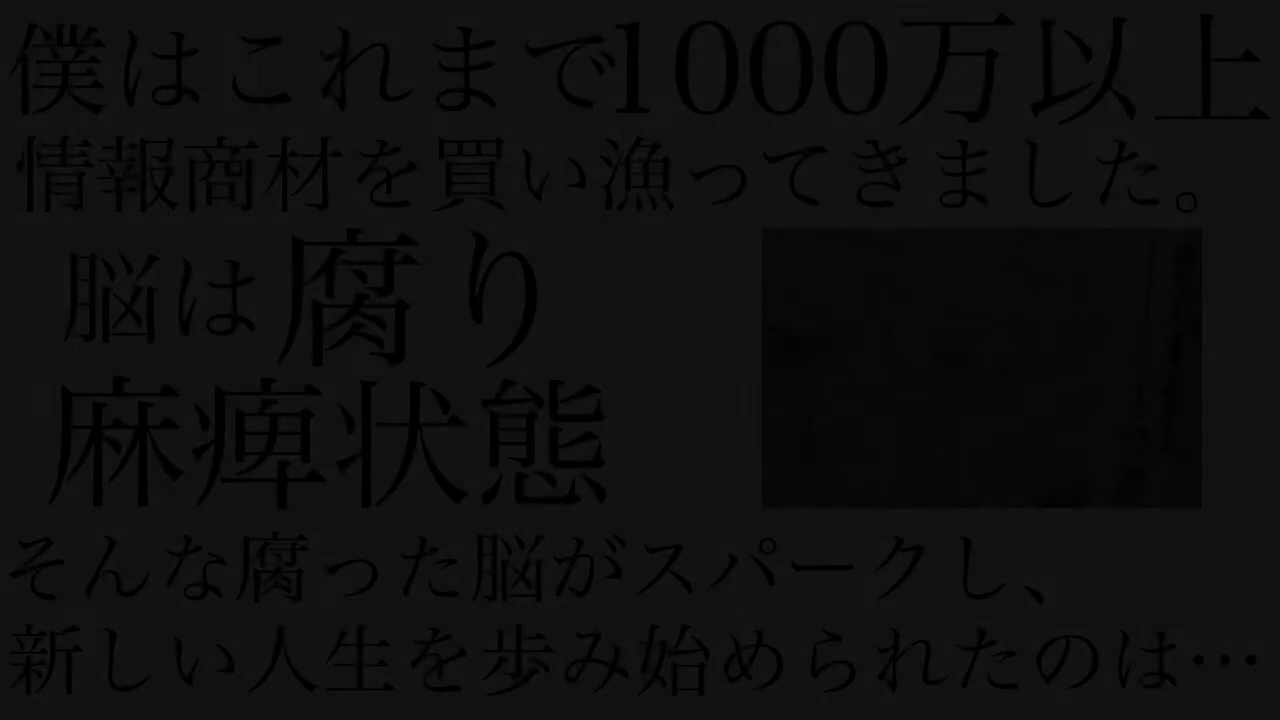 僕はこれまで1000万以上
情報商材を買い漁ってきました。
脳は腐り
麻痺状態
そんな腐った脳がスパークし、
新しい人生を歩み始められたのは…